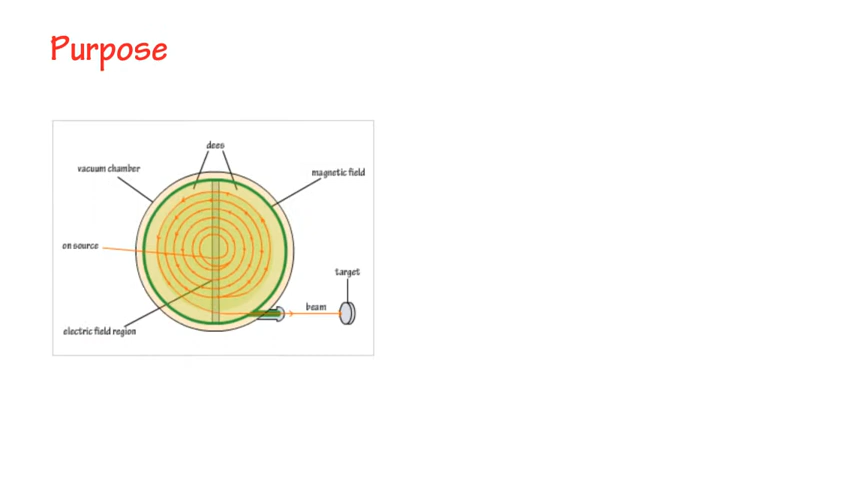 Purpose
dees
vacuum chamber
magnetic field
on source
target
beam
electric field region